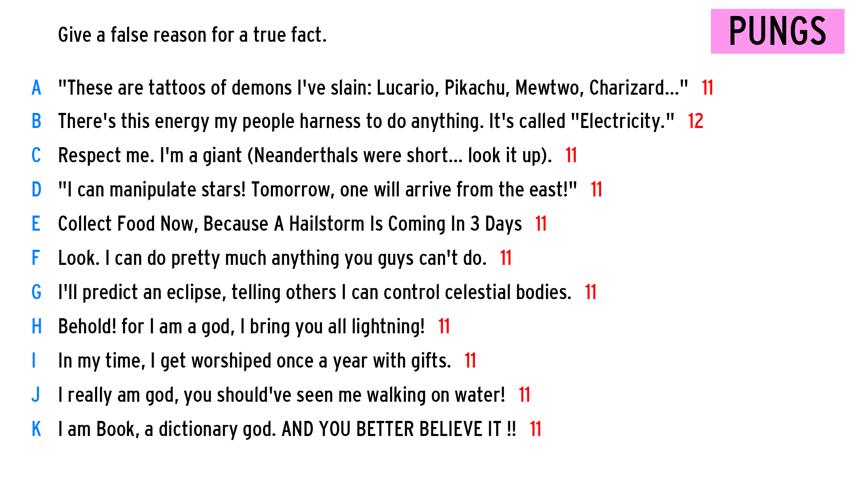 Give a false reason for a true fact.
PUNGS
A "These are tattoos of demons I've slain: Lucario, Pikachu, Mewtwo, Charizard..." 11
B There's this energy my people harness to do anything. It's called "Electricity." 12
C Respect me. I'm a giant (Neanderthals were short... look it up). 11
D "I can manipulate stars! Tomorrow, one will arrive from the east!" 11
E Collect Food Now, Because A Hailstorm Is Coming In 3 Days 11
F Look. I can do pretty much anything you guys can't do. 11
G I'll predict an eclipse, telling others I can control celestial bodies. 11
H Behold! for I am a god, I bring you all lightning! 11
I In my time, I get worshiped once a year with gifts. 11
J I really am god, you should've seen me walking on water! 11
K I am Book, a dictionary god. AND YOU BETTER BELIEVE IT !! 11